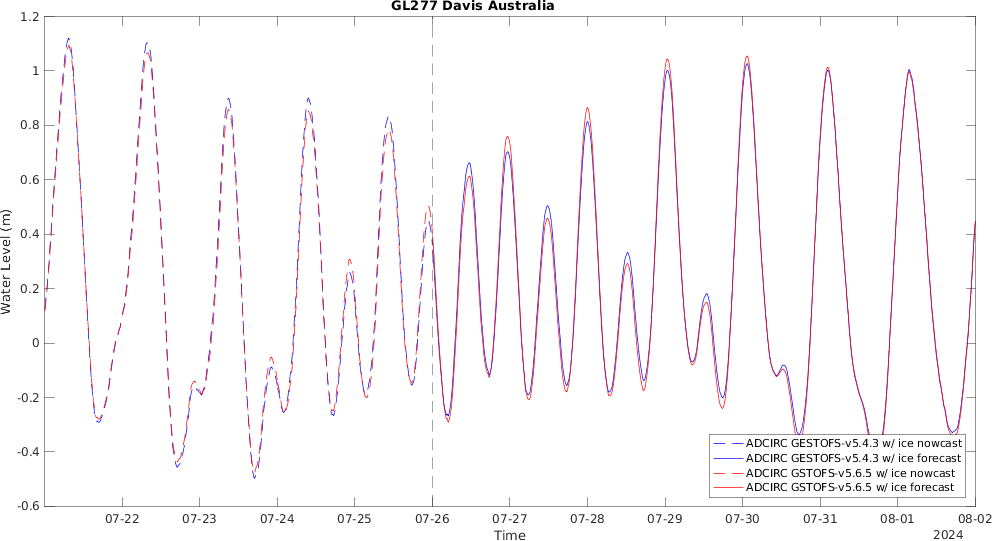 GL277 Davis Australia
1.2
1
0.8
0.6
0.4
0.2
0
-0.2
-0.4
-0.6
Water Level (m)
ADCIRC GESTOFS-v5.4.3 w/ ice nowcast
ADCIRC GESTOFS-v5.4.3 w/ ice forecast
ADCIRC GSTOFS-v5.6.5 w/ ice nowcast
ADCIRC GSTOFS-v5.6.5 w/ ice forecast
07-22 07-23 07-24 07-25 07-26 07-27 07-28 07-29 07-30 07-31 08-01 08-02
Time
2024